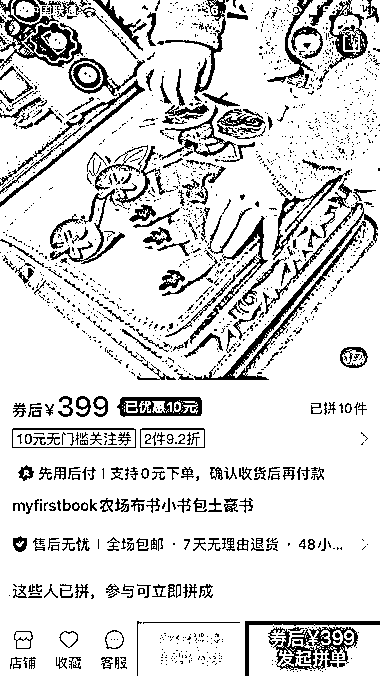 券后¥399 已优惠10元 已拼10件
10元无门槛关注券 2件9.2折
先用后付 | 支持0元下单，确认收货后再付款
myfirstbook农场布书小书包土豪书
售后无忧 | 全场包邮 · 7天无理由退货 · 48小...
这些人已拼，参与可立即拼成
店铺 收藏 客服
券后¥399
发起拼单